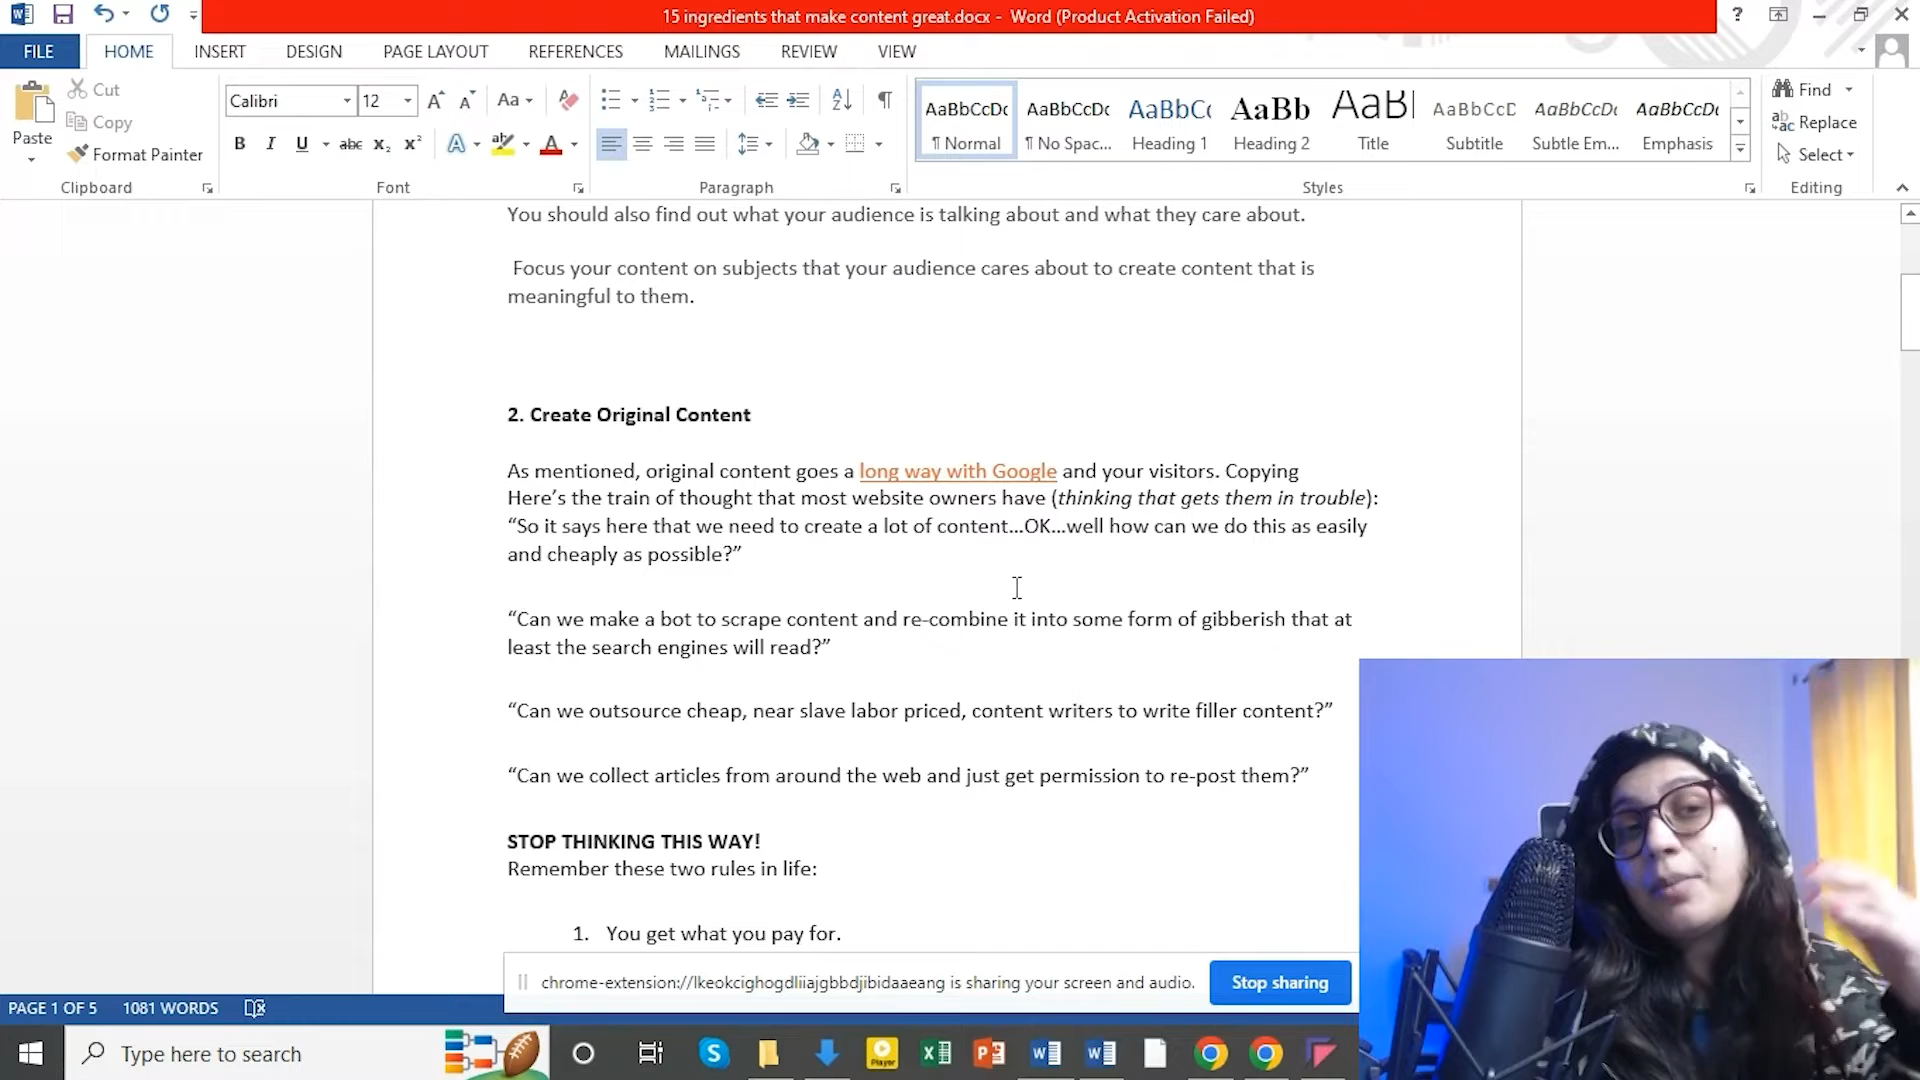 15 ingredients that make content great.docx - Word (Product Activation Failed)
FILE HOME INSERT DESIGN PAGE LAYOUT REFERENCES MAILINGS REVIEW VIEW
Paste
Cut
Copy
Format Painter
Clipboard
Calibri 12
Font
Paragraph
AaBbCcDc AaBbCcDc AaBbC( AaBb AaB AaBbCcD AaBbCcDc AaBbCcDc
¶ Normal ¶ No Spac... Heading 1 Heading 2 Title Subtitle Subtle Em... Emphasis
Styles
Find
Replace
Select
Editing
You should also find out what your audience is talking about and what they care about.
Focus your content on subjects that your audience cares about to create content that is
meaningful to them.
2. Create Original Content
As mentioned, original content goes a long way with Google and your visitors. Copying
Here’s the train of thought that most website owners have (thinking that gets them in trouble):
“So it says here that we need to create a lot of content…OK…well how can we do this as easily
and cheaply as possible?”
“Can we make a bot to scrape content and re-combine it into some form of gibberish that at
least the search engines will read?”
“Can we outsource cheap, near slave labor priced, content writers to write filler content?”
“Can we collect articles from around the web and just get permission to re-post them?”
STOP THINKING THIS WAY!
Remember these two rules in life:
1. You get what you pay for.
chrome-extension://lkeokcighogdliiajgbbdjibidaaeang is sharing your screen and audio.
Stop sharing
PAGE 1 OF 5 1081 WORDS
Type here to search
Player